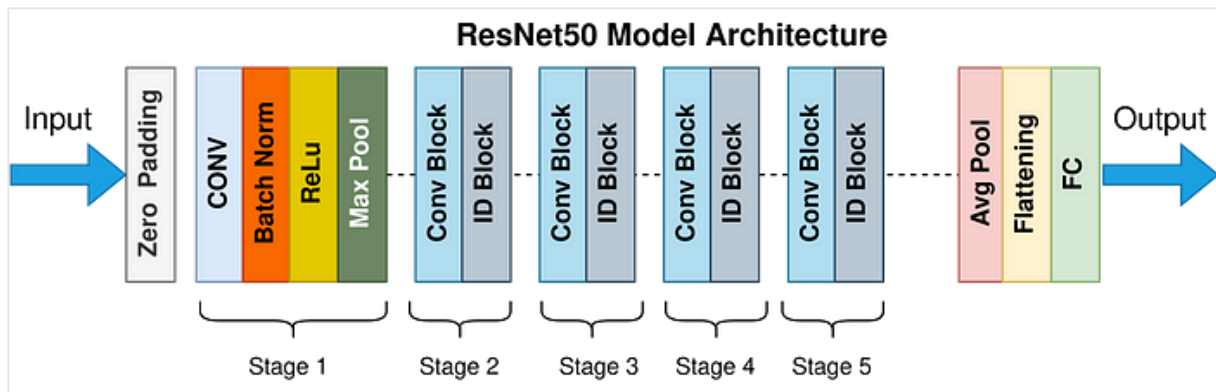 ResNet50 Model Architecture
Input
Zero Padding
CONV
Batch Norm
ReLu
Max Pool
Conv Block
ID Block
Conv Block
ID Block
Conv Block
ID Block
Conv Block
ID Block
Avg Pool
Flattening
FC
Output
Stage 1
Stage 2
Stage 3
Stage 4
Stage 5